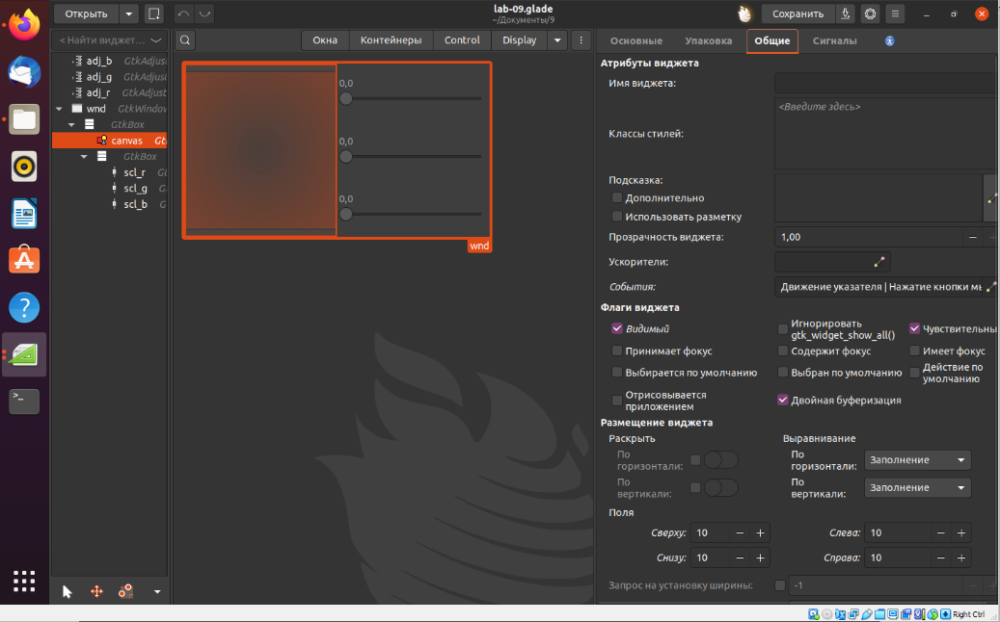 Открыть
lab-09.glade
~/Документы/9
Сохранить
< Найти виджет…
Окна
Контейнеры
Control
Display
adj_b GtkAdjus
adj_g GtkAdjus
adj_r GtkAdjust
wnd GtkWindow
GtkBox
canvas Gt
GtkBox
scl_r G
scl_g G
scl_b G
0,0
0,0
0,0
wnd
Основные
Упаковка
Общие
Сигналы
Атрибуты виджета
Имя виджета:
<Введите здесь>
Классы стилей:
Подсказка:
Дополнительно
Использовать разметку
Прозрачность виджета:
1,00
Ускорители:
События:
Движение указателя | Нажатие кнопки мы
Флаги виджета
Видимый
Игнорировать
gtk_widget_show_all()
Чувствительны
Принимает фокус
Содержит фокус
Имеет фокус
Выбирается по умолчанию
Выбран по умолчанию
Действие по
умолчанию
Отрисовывается
приложением
Двойная буферизация
Размещение виджета
Раскрыть
Выравнивание
По
горизонтали:
По
горизонтали:
Заполнение
По
вертикали:
По
вертикали:
Заполнение
Поля
Сверху:
10
Слева:
10
Снизу:
10
Справа:
10
Запрос на установку ширины:
-1
Right Ctrl